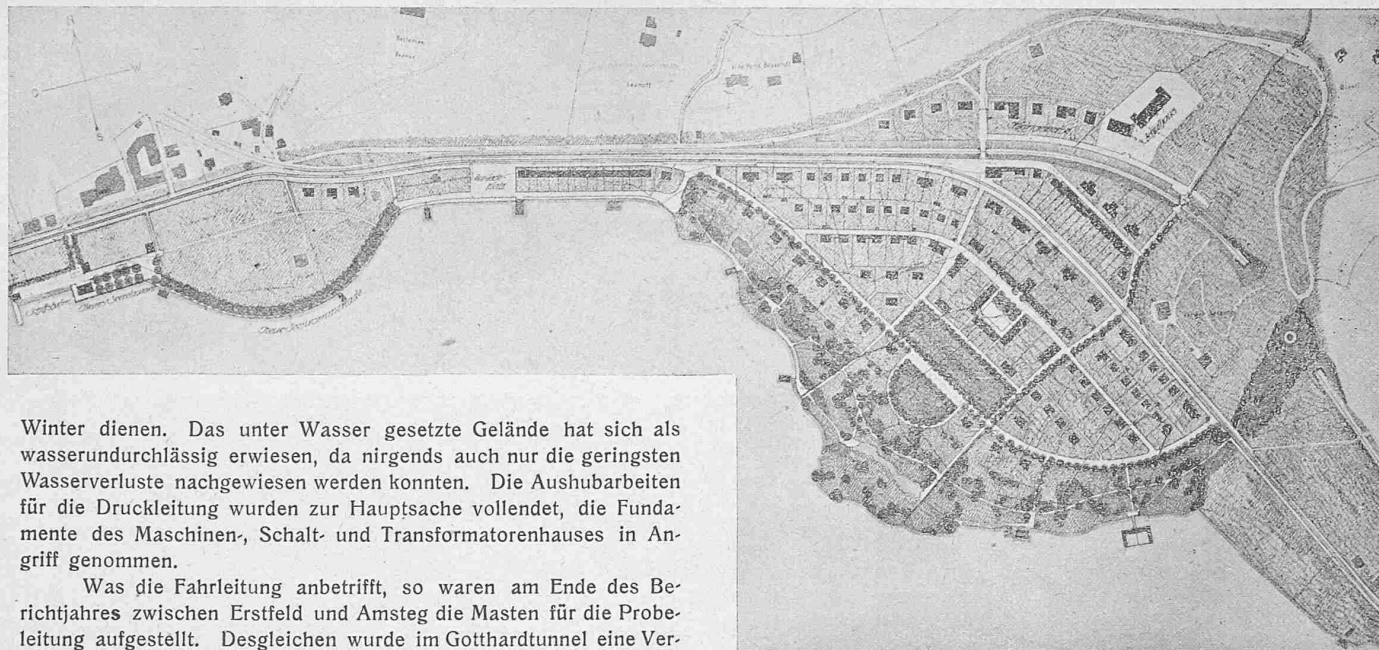 Winter dienen. Das unter Wasser gesetzte Gelände hat sich als
wasserundurchlässig erwiesen, da nirgends auch nur die geringsten
Wasserverluste nachgewiesen werden konnten. Die Aushubarbeiten
für die Druckleitung wurden zur Hauptsache vollendet, die Funda-
mente des Maschinen-, Schalt- und Transformatorenhauses in An-
griff genommen.
Was die Fahrleitung anbetrifft, so waren am Ende des Be-
richtjahres zwischen Erstfeld und Amsteg die Masten für die Probe-
leitung aufgestellt. Desgleichen wurde im Gotthardtunnel eine Ver-